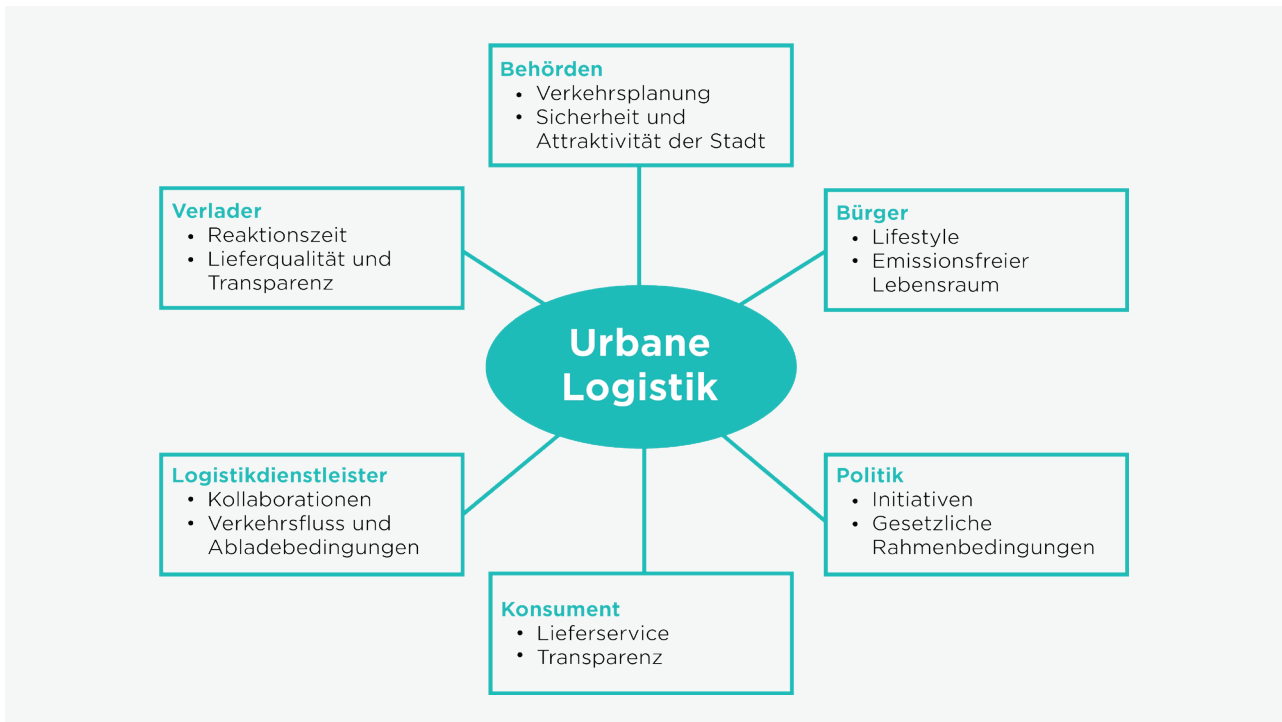 Behörden
• Verkehrsplanung
• Sicherheit und
Attraktivität der Stadt
Verlader
• Reaktionszeit
• Lieferqualität und
Transparenz
Bürger
• Lifestyle
• Emissionsfreier
Lebensraum
Urbane
Logistik
Logistikdienstleister
• Kollaborationen
• Verkehrsfluss und
Abladebedingungen
Politik
• Initiativen
• Gesetzliche
Rahmenbedingungen
Konsument
• Lieferservice
• Transparenz